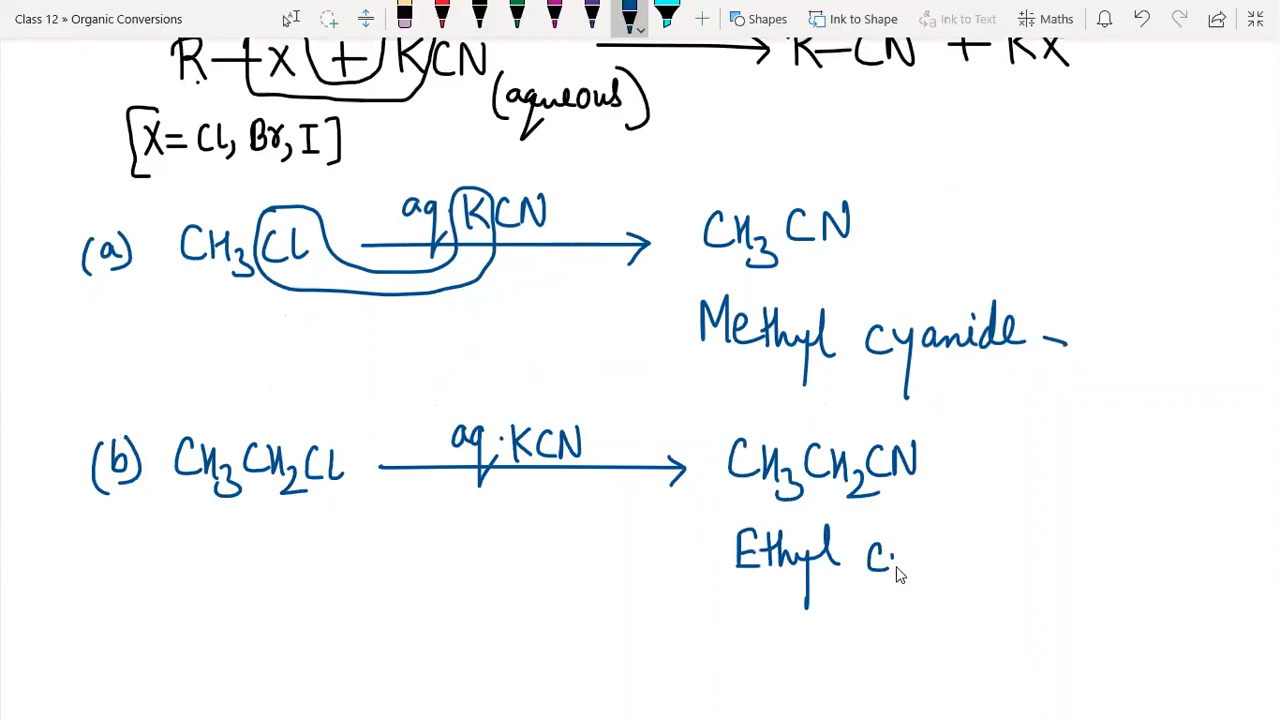 Class 12 » Organic Conversions
Shapes Ink to Shape Ink to Text Maths
R—X + KCN → R—CN + KX
(aqueous)
[X= Cl, Br, I]
(a) CH3Cl aq KCN → CH3CN
Methyl cyanide -
(b) CH3CH2Cl aq. KCN → CH3CH2CN
Ethyl c